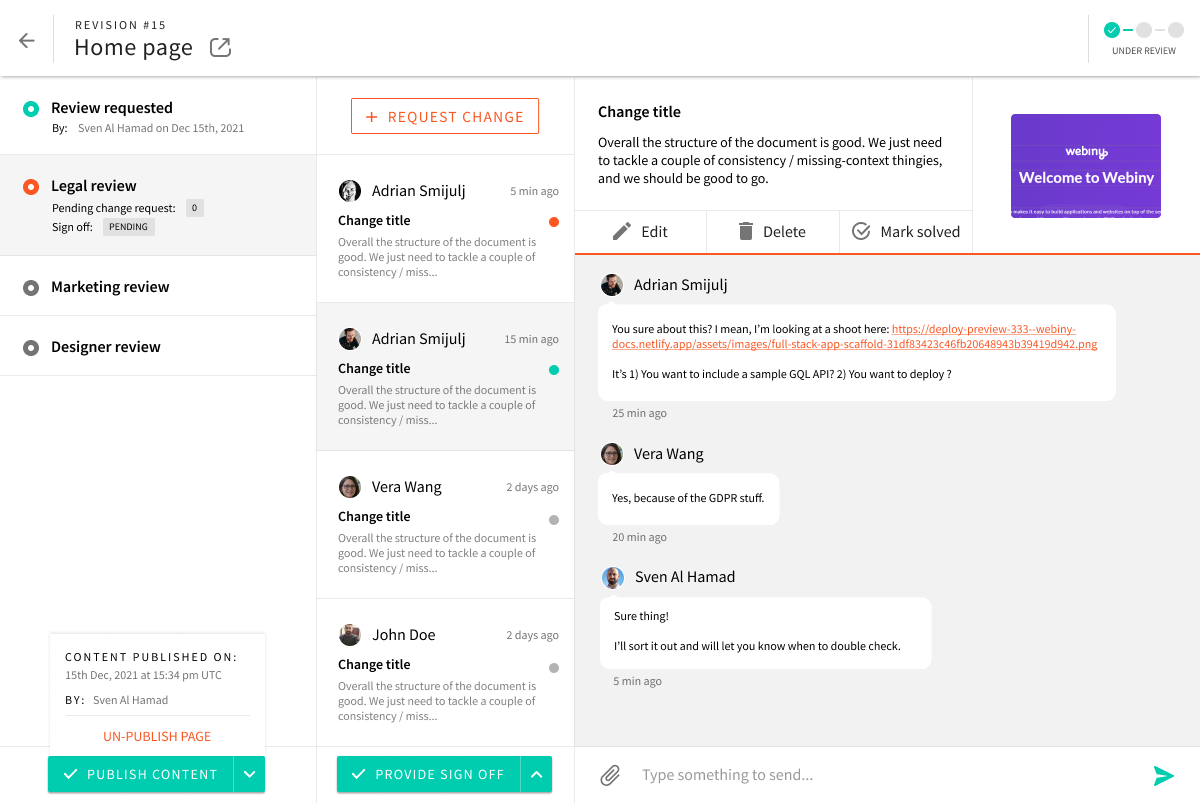 REVISION #15
Home page
UNDER REVIEW
Review requested
By: Sven Al Hamad on Dec 15th, 2021
Legal review
Pending change request: 0
Sign off: PENDING
Marketing review
Designer review
CONTENT PUBLISHED ON:
15th Dec, 2021 at 15:34 pm UTC
BY: Sven Al Hamad
UN-PUBLISH PAGE
PUBLISH CONTENT
+ REQUEST CHANGE
Adrian Smijulj 5 min ago
Change title
Overall the structure of the document is
good. We just need to tackle a couple of
consistency / miss...
Adrian Smijulj 15 min ago
Change title
Overall the structure of the document is
good. We just need to tackle a couple of
consistency / miss...
Vera Wang 2 days ago
Change title
Overall the structure of the document is
good. We just need to tackle a couple of
consistency / miss...
John Doe 2 days ago
Change title
Overall the structure of the document is
good. We just need to tackle a couple of
consistency / miss...
PROVIDE SIGN OFF
Change title
Overall the structure of the document is good. We just need
to tackle a couple of consistency / missing-context thingies,
and we should be good to go.
Edit Delete Mark solved
webiny
Welcome to Webiny
makes it easy to build applications and websites on top of the se
Adrian Smijulj
You sure about this? I mean, I'm looking at a shoot here: https://deploy-preview-333--webiny-
docs.netlify.app/assets/images/full-stack-app-scaffold-31df83423c46fb20648943b39419d942.png
It's 1) You want to include a sample GQL API? 2) You want to deploy ?
25 min ago
Vera Wang
Yes, because of the GDPR stuff.
20 min ago
Sven Al Hamad
Sure thing!
I'll sort it out and will let you know when to double check.
5 min ago
Type something to send...